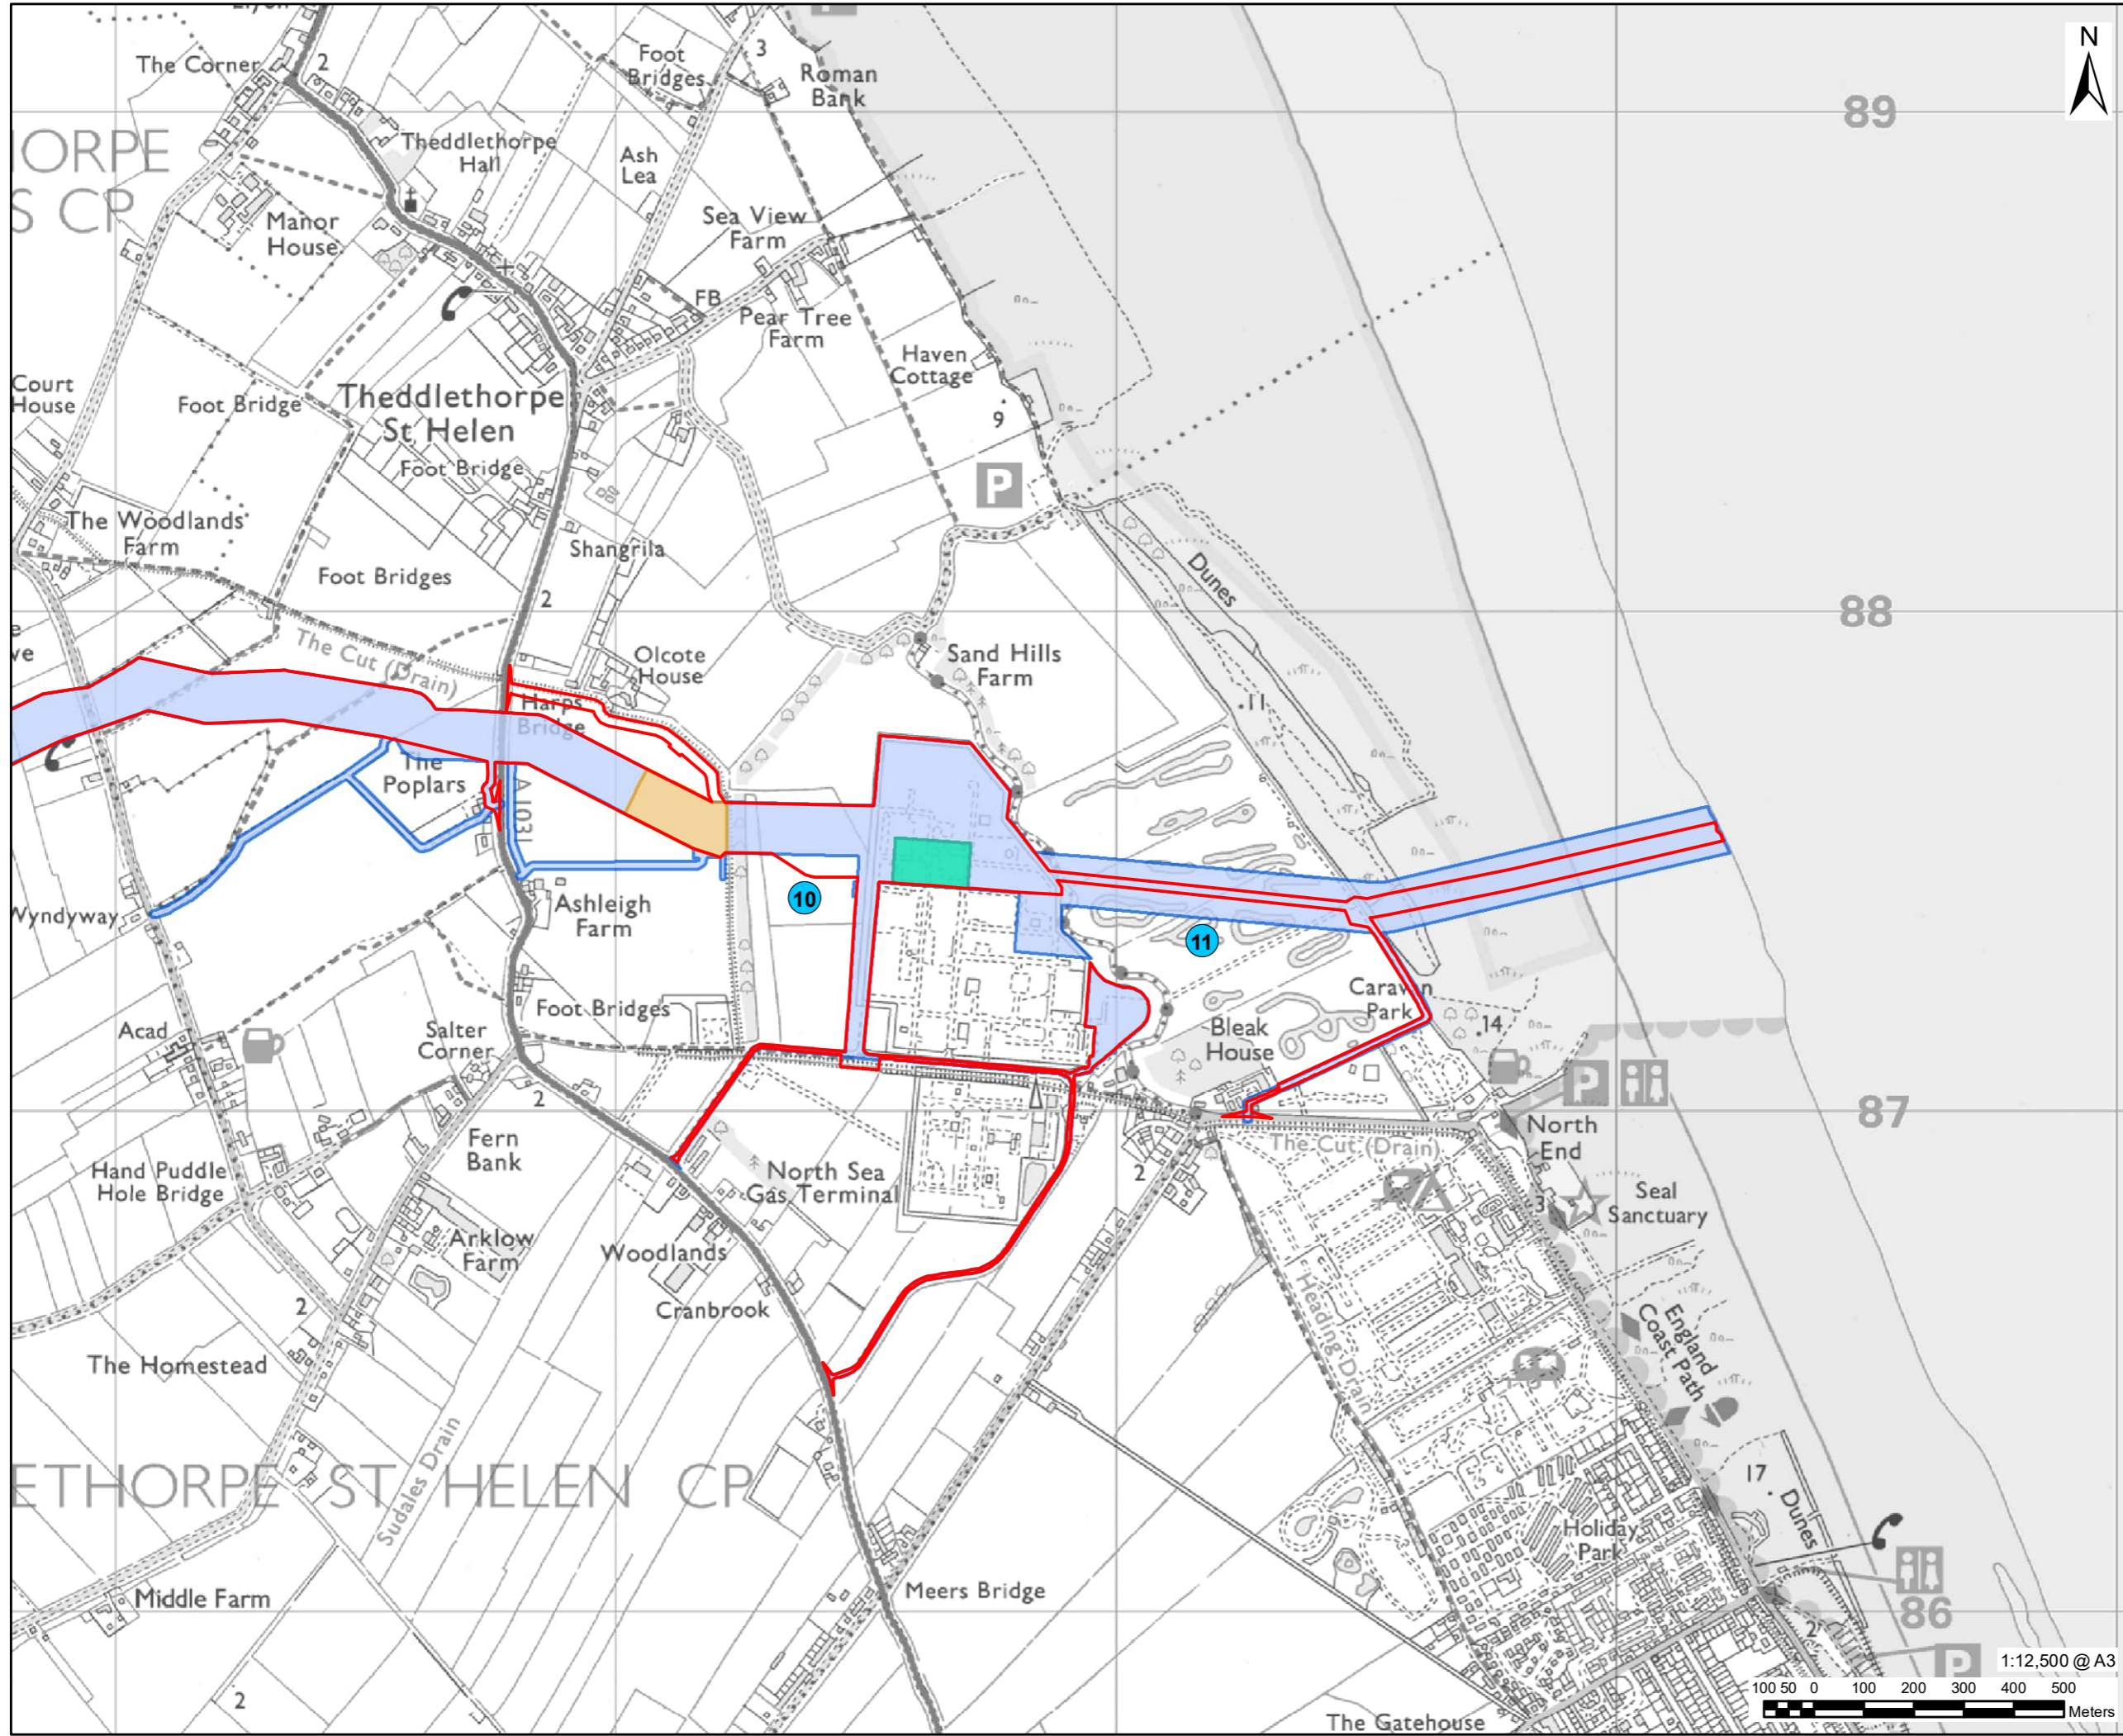 The Corner
2
Foot
Bridges
3
Roman
Bank
N
89
ORPE
S CP
Theddlethorpe
Hall
Ash
Lea
Manor
House
Sea View
Farm
FB
Pear Tree
Farm
Haven
Cottage
9
Court
House
Foot Bridge
Theddlethorpe
St Helen
Foot Bridge
P
The Woodlands
Farm
Shangrila
Foot Bridges
2
Dunes
88
The Cut (Drain)
Olcote
House
Sand Hills
Farm
.11
Harps
Bridge
The
Poplars
A 1031
Wyndyway
Ashleigh
Farm
10
11
Foot Bridges
Caravan
Park
.14
Acad
Salter
Corner
Bleak
House
P
2
87
North
End
The Cut (Drain)
Fern
Bank
Hand Puddle
Hole Bridge
North Sea
Gas Terminal
2
3
Seal
Sanctuary
Arklow
Farm
Woodlands
Cranbrook
2
Heading Drain
England
Coast Path
The Homestead
Sudales Drain
ETHORPE ST HELEN CP
17
Dunes
Holiday
Park
Middle Farm
Meers Bridge
86
2
P
1:12,500 @ A3
2
100 50 0 100 200 300 400 500
Meters
The Gatehouse